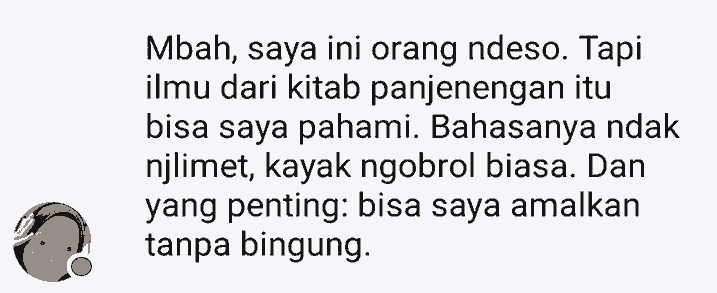 Mbah, saya ini orang ndeso. Tapi
ilmu dari kitab panjenengan itu
bisa saya pahami. Bahasanya ndak
njlimet, kayak ngobrol biasa. Dan
yang penting: bisa saya amalkan
tanpa bingung.